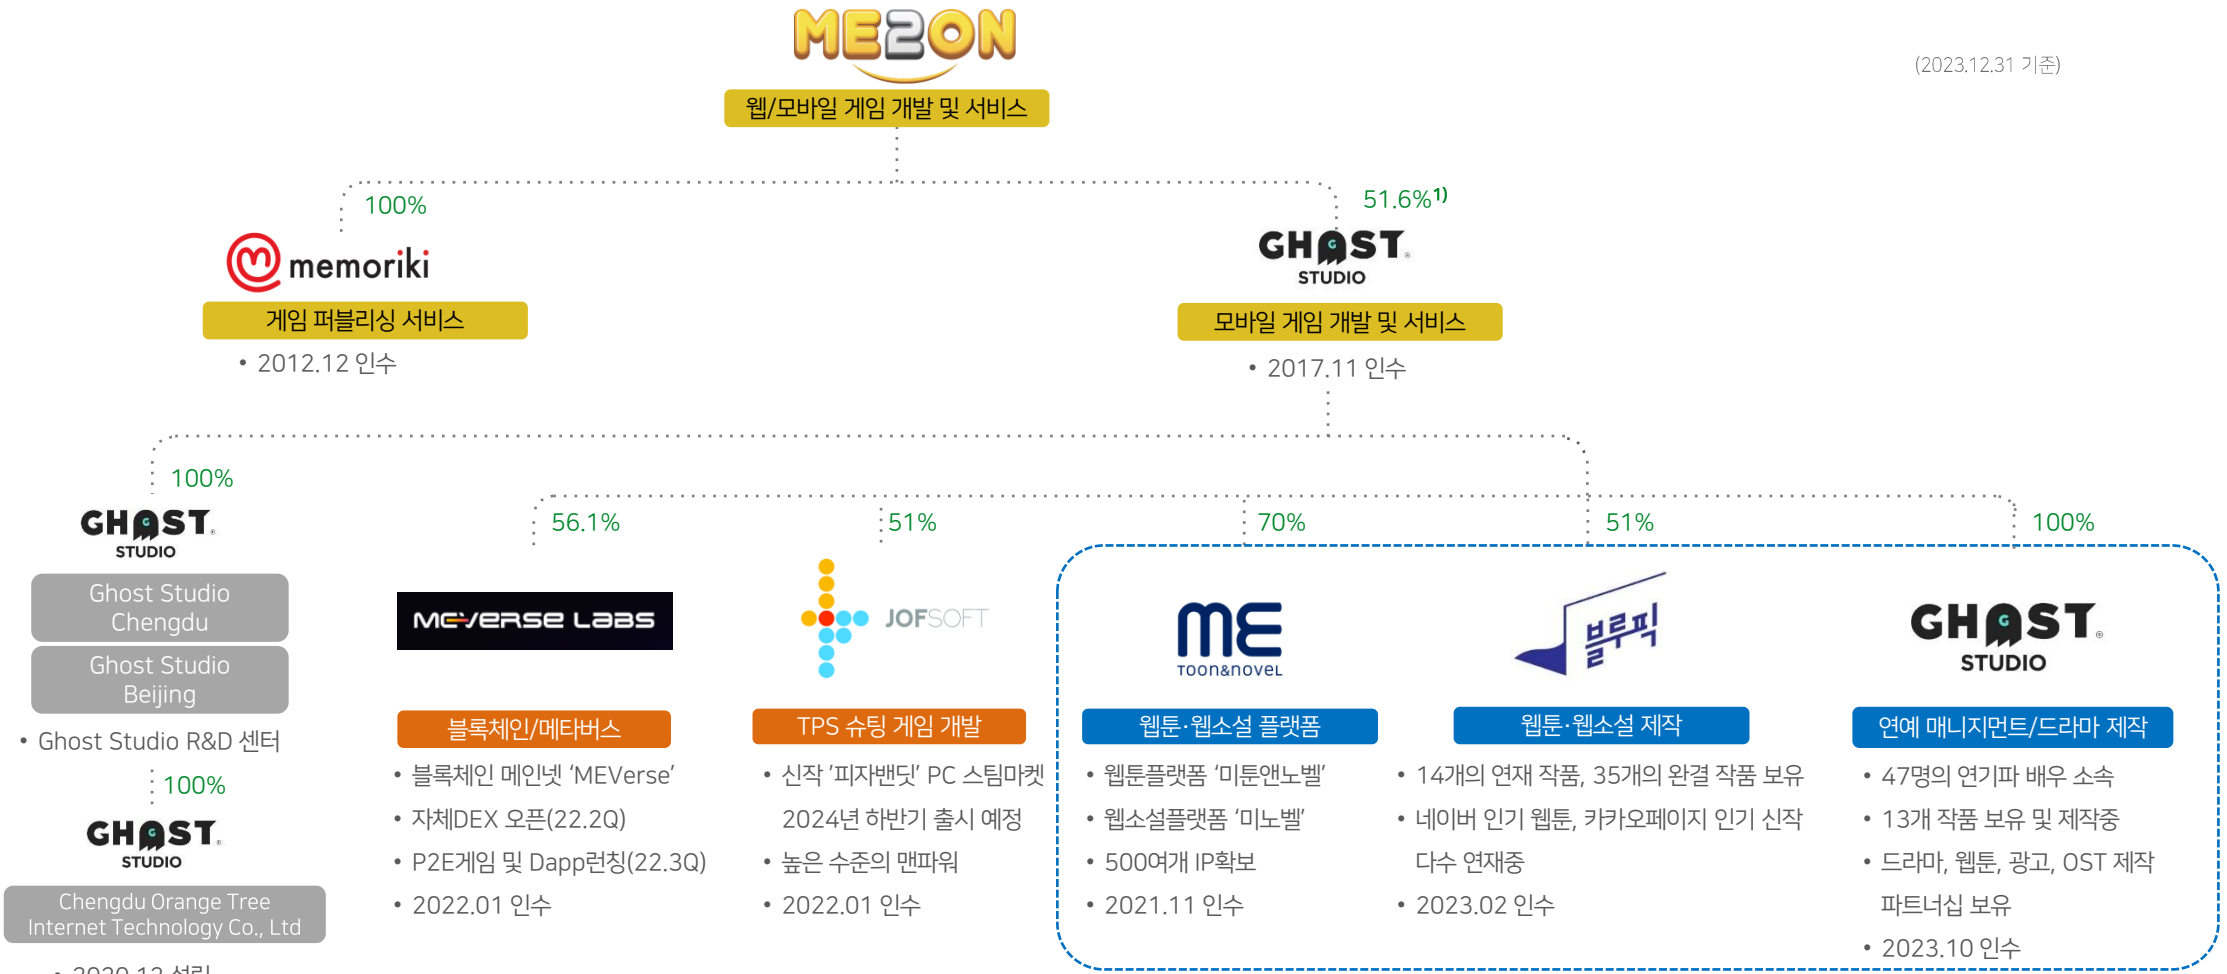 ME2ON
(2023.12.31 기준)
웹/모바일 게임 개발 및 서비스
100%
51.6%1)
memoriki
GHOST
STUDIO
게임 퍼블리싱 서비스
모바일 게임 개발 및 서비스
• 2012.12 인수
• 2017.11 인수
100%
GHOST
STUDIO
Ghost Studio
Chengdu
Ghost Studio
Beijing
• Ghost Studio R&D 센터
100%
GHOST
STUDIO
Chengdu Orange Tree
Internet Technology Co., Ltd
56.1%
MEVERSE LABS
블록체인/메타버스
• 블록체인 메인넷 ‘MEVerse’
• 자체DEX 오픈(22.2Q)
• P2E게임 및 Dapp런칭(22.3Q)
• 2022.01 인수
51%
JOFSOFT
TPS 슈팅 게임 개발
• 신작 ’피자밴딧’ PC 스팀마켓
2024년 하반기 출시 예정
• 높은 수준의 맨파워
• 2022.01 인수
70%
ME
TOON&NOVEL
웹툰·웹소설 플랫폼
• 웹툰플랫폼 ‘미툰앤노벨’
• 웹소설플랫폼 ‘미노벨’
• 500여개 IP확보
• 2021.11 인수
51%
블루픽
웹툰·웹소설 제작
• 14개의 연재 작품, 35개의 완결 작품 보유
• 네이버 인기 웹툰, 카카오페이지 인기 신작
다수 연재중
• 2023.02 인수
100%
GHOST
STUDIO
연예 매니지먼트/드라마 제작
• 47명의 연기파 배우 소속
• 13개 작품 보유 및 제작중
• 드라마, 웹툰, 광고, OST 제작
파트너십 보유
• 2023.10 인수